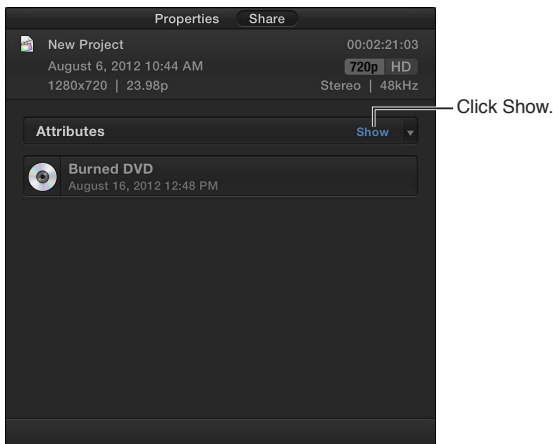 Properties Share
New Project 00:02:21:03
August 6, 2012 10:44 AM 720p HD
1280x720 | 23.98p Stereo | 48kHz
Click Show.
Attributes Show
Burned DVD
August 16, 2012 12:48 PM